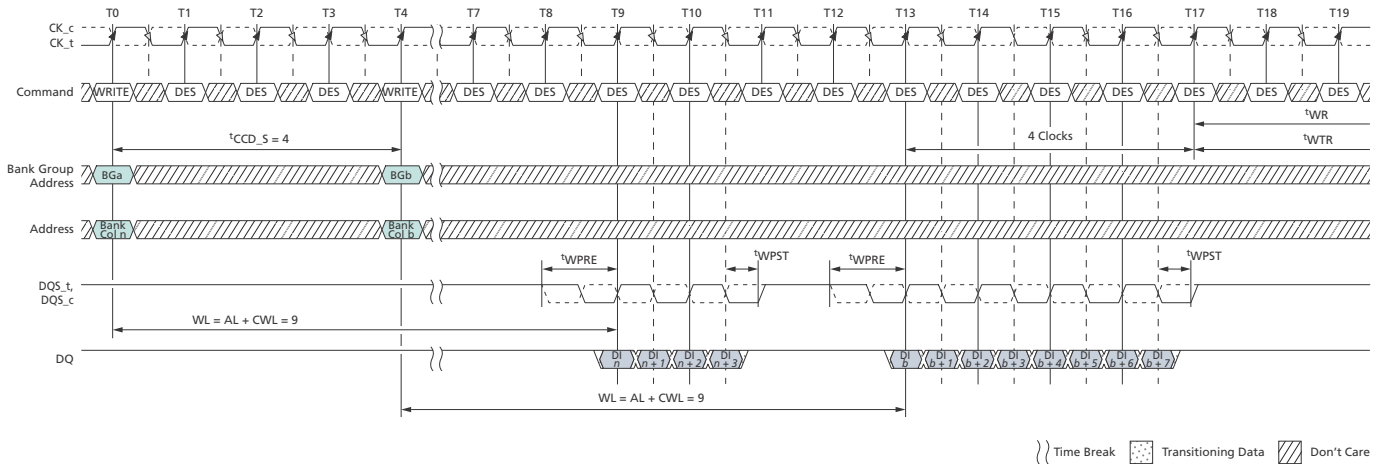 T0 T1 T2 T3 T4 T7 T8 T9 T10 T11 T12 T13 T14 T15 T16 T17 T18 T19
CK_c
CK_t
Command WRITE DES DES DES WRITE DES DES DES DES DES DES DES DES DES DES DES DES DES
tWR
tCCD_S = 4 4 Clocks tWTR
Bank Group
Address BGa BGb
Address Bank
Col n Bank
Col b
tWPRE tWPST tWPRE tWPST
DQS_t,
DQS_c
WL = AL + CWL = 9
DQ DI
n DI
n + 1 DI
n + 2 DI
n + 3 DI
b DI
b + 1 DI
b + 2 DI
b + 3 DI
b + 4 DI
b + 5 DI
b + 6 DI
b + 7
WL = AL + CWL = 9
Time Break Transitioning Data Don't Care